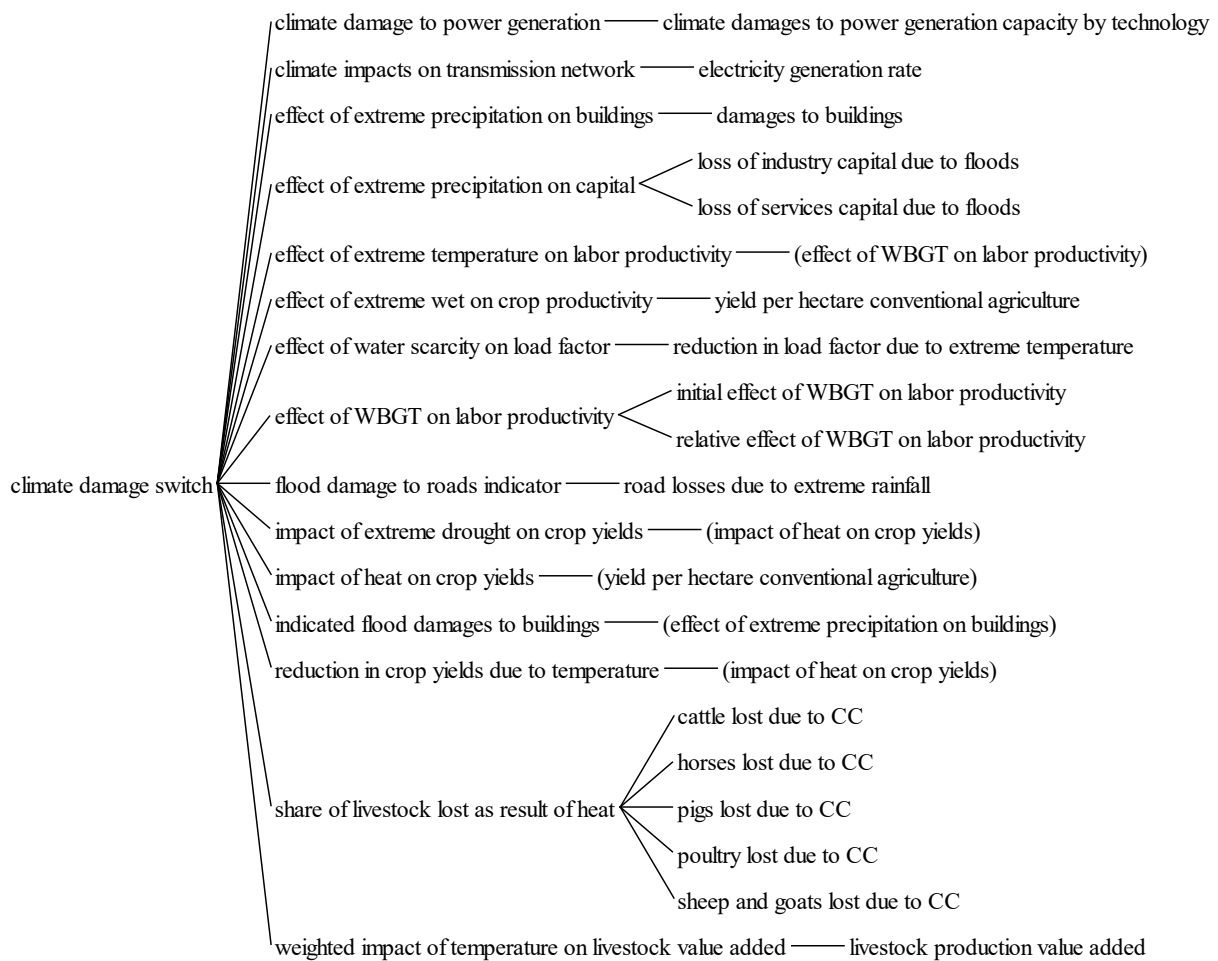 climate damage to power generation climate damages to power generation capacity by technology
climate impacts on transmission network electricity generation rate
effect of extreme precipitation on buildings damages to buildings
loss of industry capital due to floods
effect of extreme precipitation on capital
loss of services capital due to floods
effect of extreme temperature on labor productivity (effect of WBGT on labor productivity)
effect of extreme wet on crop productivity yield per hectare conventional agriculture
effect of water scarcity on load factor reduction in load factor due to extreme temperature
initial effect of WBGT on labor productivity
effect of WBGT on labor productivity
relative effect of WBGT on labor productivity
climate damage switch flood damage to roads indicator road losses due to extreme rainfall
impact of extreme drought on crop yields (impact of heat on crop yields)
impact of heat on crop yields (yield per hectare conventional agriculture)
indicated flood damages to buildings (effect of extreme precipitation on buildings)
reduction in crop yields due to temperature (impact of heat on crop yields)
cattle lost due to CC
horses lost due to CC
share of livestock lost as result of heat pigs lost due to CC
poultry lost due to CC
sheep and goats lost due to CC
weighted impact of temperature on livestock value added livestock production value added